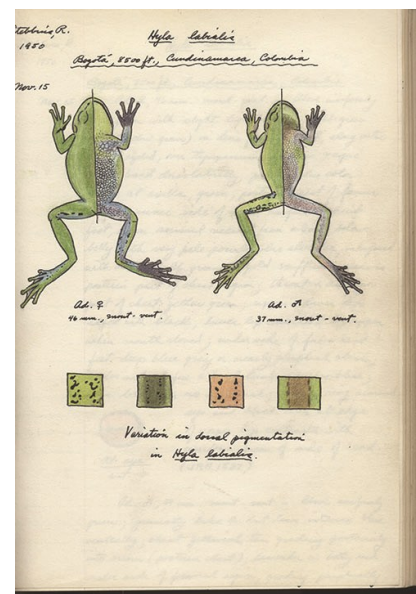 Stebbins, R.
1950
Hyla labialis
Bogotá, 8500 ft., Cundinamarca, Colombia
Nov. 15
Ad. ♀
46 mm., snout-vent.
Ad. ♂
37 mm., snout-vent.
Variation in dorsal pigmentation
in Hyla labialis.